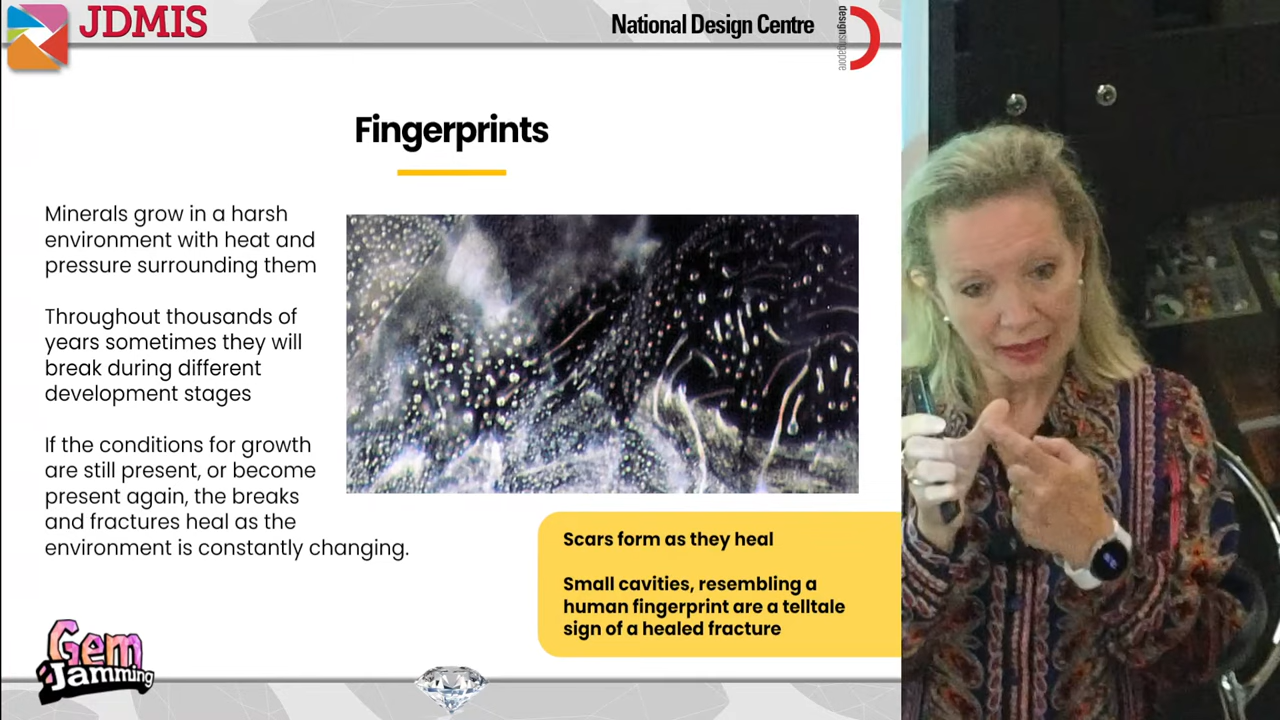 JDMIS
National Design Centre
designsingapore
Fingerprints
Minerals grow in a harsh
environment with heat and
pressure surrounding them
Throughout thousands of
years sometimes they will
break during different
development stages
If the conditions for growth
are still present, or become
present again, the breaks
and fractures heal as the
environment is constantly changing.
Scars form as they heal
Small cavities, resembling a
human fingerprint are a telltale
sign of a healed fracture
Gem
Jamming